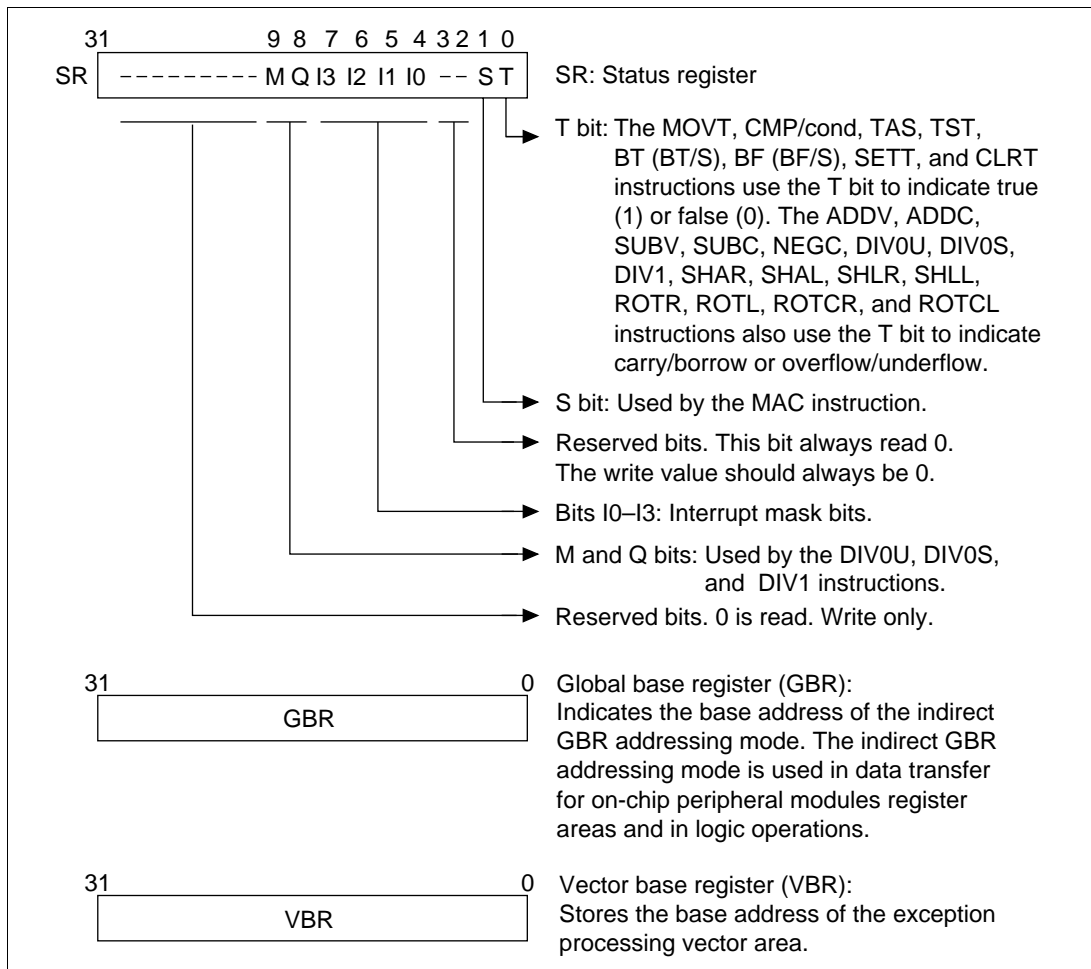 31 9 8 7 6 5 4 3 2 1 0
SR ---------- M Q I3 I2 I1 I0 -- S T
SR: Status register
T bit: The MOVT, CMP/cond, TAS, TST,
BT (BT/S), BF (BF/S), SETT, and CLRT
instructions use the T bit to indicate true
(1) or false (0). The ADDV, ADDC,
SUBV, SUBC, NEGC, DIV0U, DIV0S,
DIV1, SHAR, SHAL, SHLR, SHLL,
ROTR, ROTL, ROTCR, and ROTCL
instructions also use the T bit to indicate
carry/borrow or overflow/underflow.
S bit: Used by the MAC instruction.
Reserved bits. This bit always read 0.
The write value should always be 0.
Bits I0–I3: Interrupt mask bits.
M and Q bits: Used by the DIV0U, DIV0S,
and DIV1 instructions.
Reserved bits. 0 is read. Write only.
31 0
GBR
Global base register (GBR):
Indicates the base address of the indirect
GBR addressing mode. The indirect GBR
addressing mode is used in data transfer
for on-chip peripheral modules register
areas and in logic operations.
31 0
VBR
Vector base register (VBR):
Stores the base address of the exception
processing vector area.